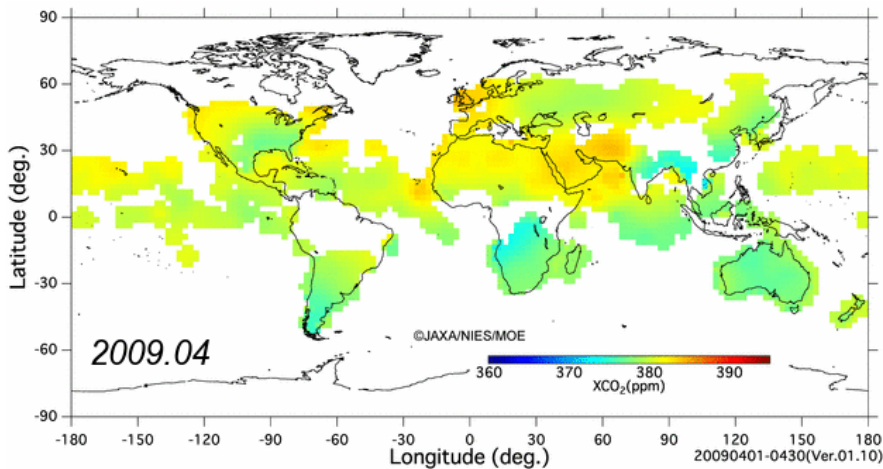 90
60
30
0
-30
-60
-90
Latitude (deg.)
2009.04
©JAXA/NIES/MOE
360 370 380 390
XCO₂(ppm)
-180 -150 -120 -90 -60 -30 0 30 60 90 120 150 180
Longitude (deg.)
20090401-0430(Ver.01.10)